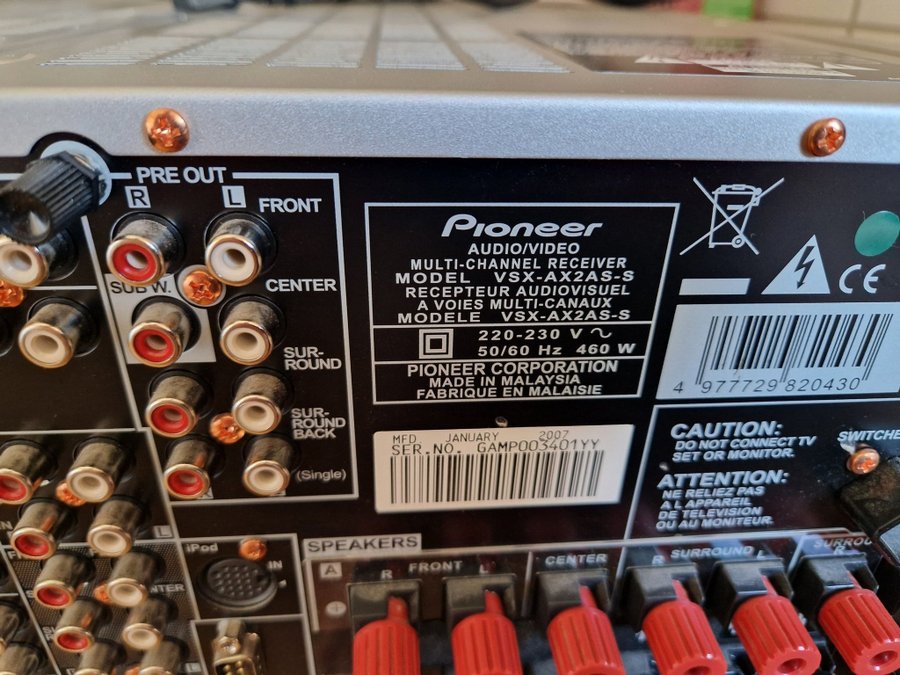 PRE OUT
R
L
FRONT
SUB W.
CENTER
SUR-
ROUND
SUR-
ROUND
BACK
(Single)
Pioneer
AUDIO/VIDEO
MULTI-CHANNEL RECEIVER
MODEL VSX-AX2AS-S
RECEPTEUR AUDIOVISUEL
A VOIES MULTI-CANAUX
MODELE VSX-AX2AS-S
220-230 V ~
50/60 Hz 460 W
PIONEER CORPORATION
MADE IN MALAYSIA
FABRIQUE EN MALAISIE
MFD JANUARY 2007
SER.NO. GAMP003401YY
CE
4 977729 820430
CAUTION:
DO NOT CONNECT TV
SET OR MONITOR.
ATTENTION:
NE RELIEZ PAS
A L APPAREIL
DE TELEVISION
OU AU MONITEUR.
SWITCHE
iPod
IN
SPEAKERS
A
R FRONT L
CENTER
R SURROUND L
SURROU
R
L